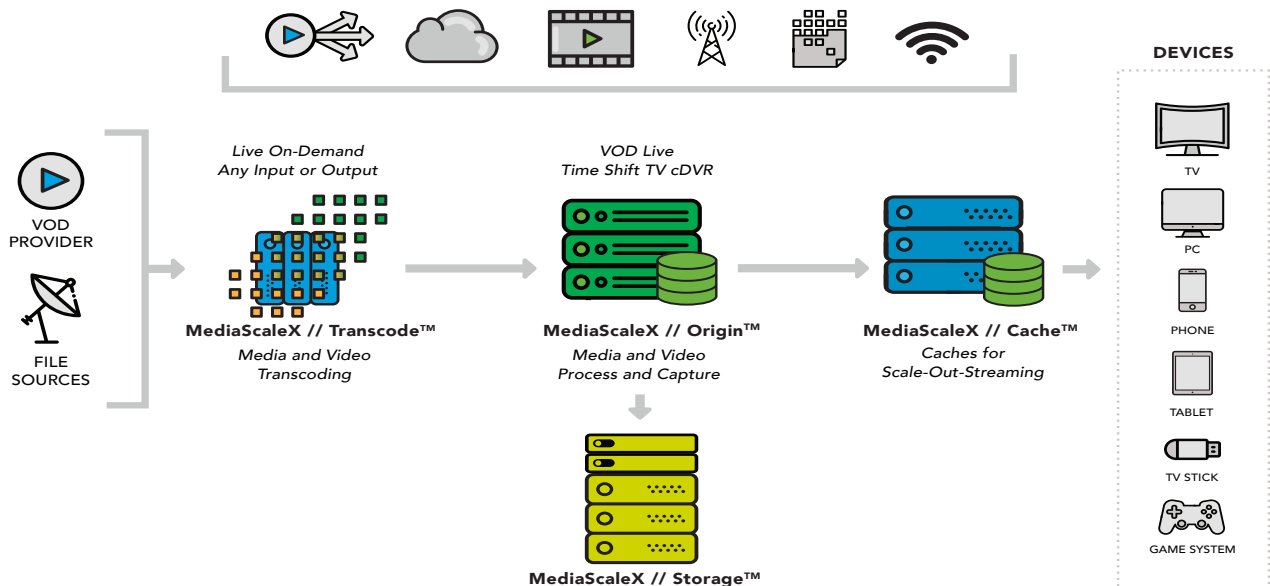 DEVICES
VOD
PROVIDER
FILE
SOURCES
Live On-Demand
Any Input or Output
MediaScaleX // Transcode™
Media and Video
Transcoding
VOD Live
Time Shift TV cDVR
MediaScaleX // Origin™
Media and Video
Process and Capture
MediaScaleX // Storage™
MediaScaleX // Cache™
Caches for
Scale-Out-Streaming
TV
PC
PHONE
TABLET
TV STICK
GAME SYSTEM